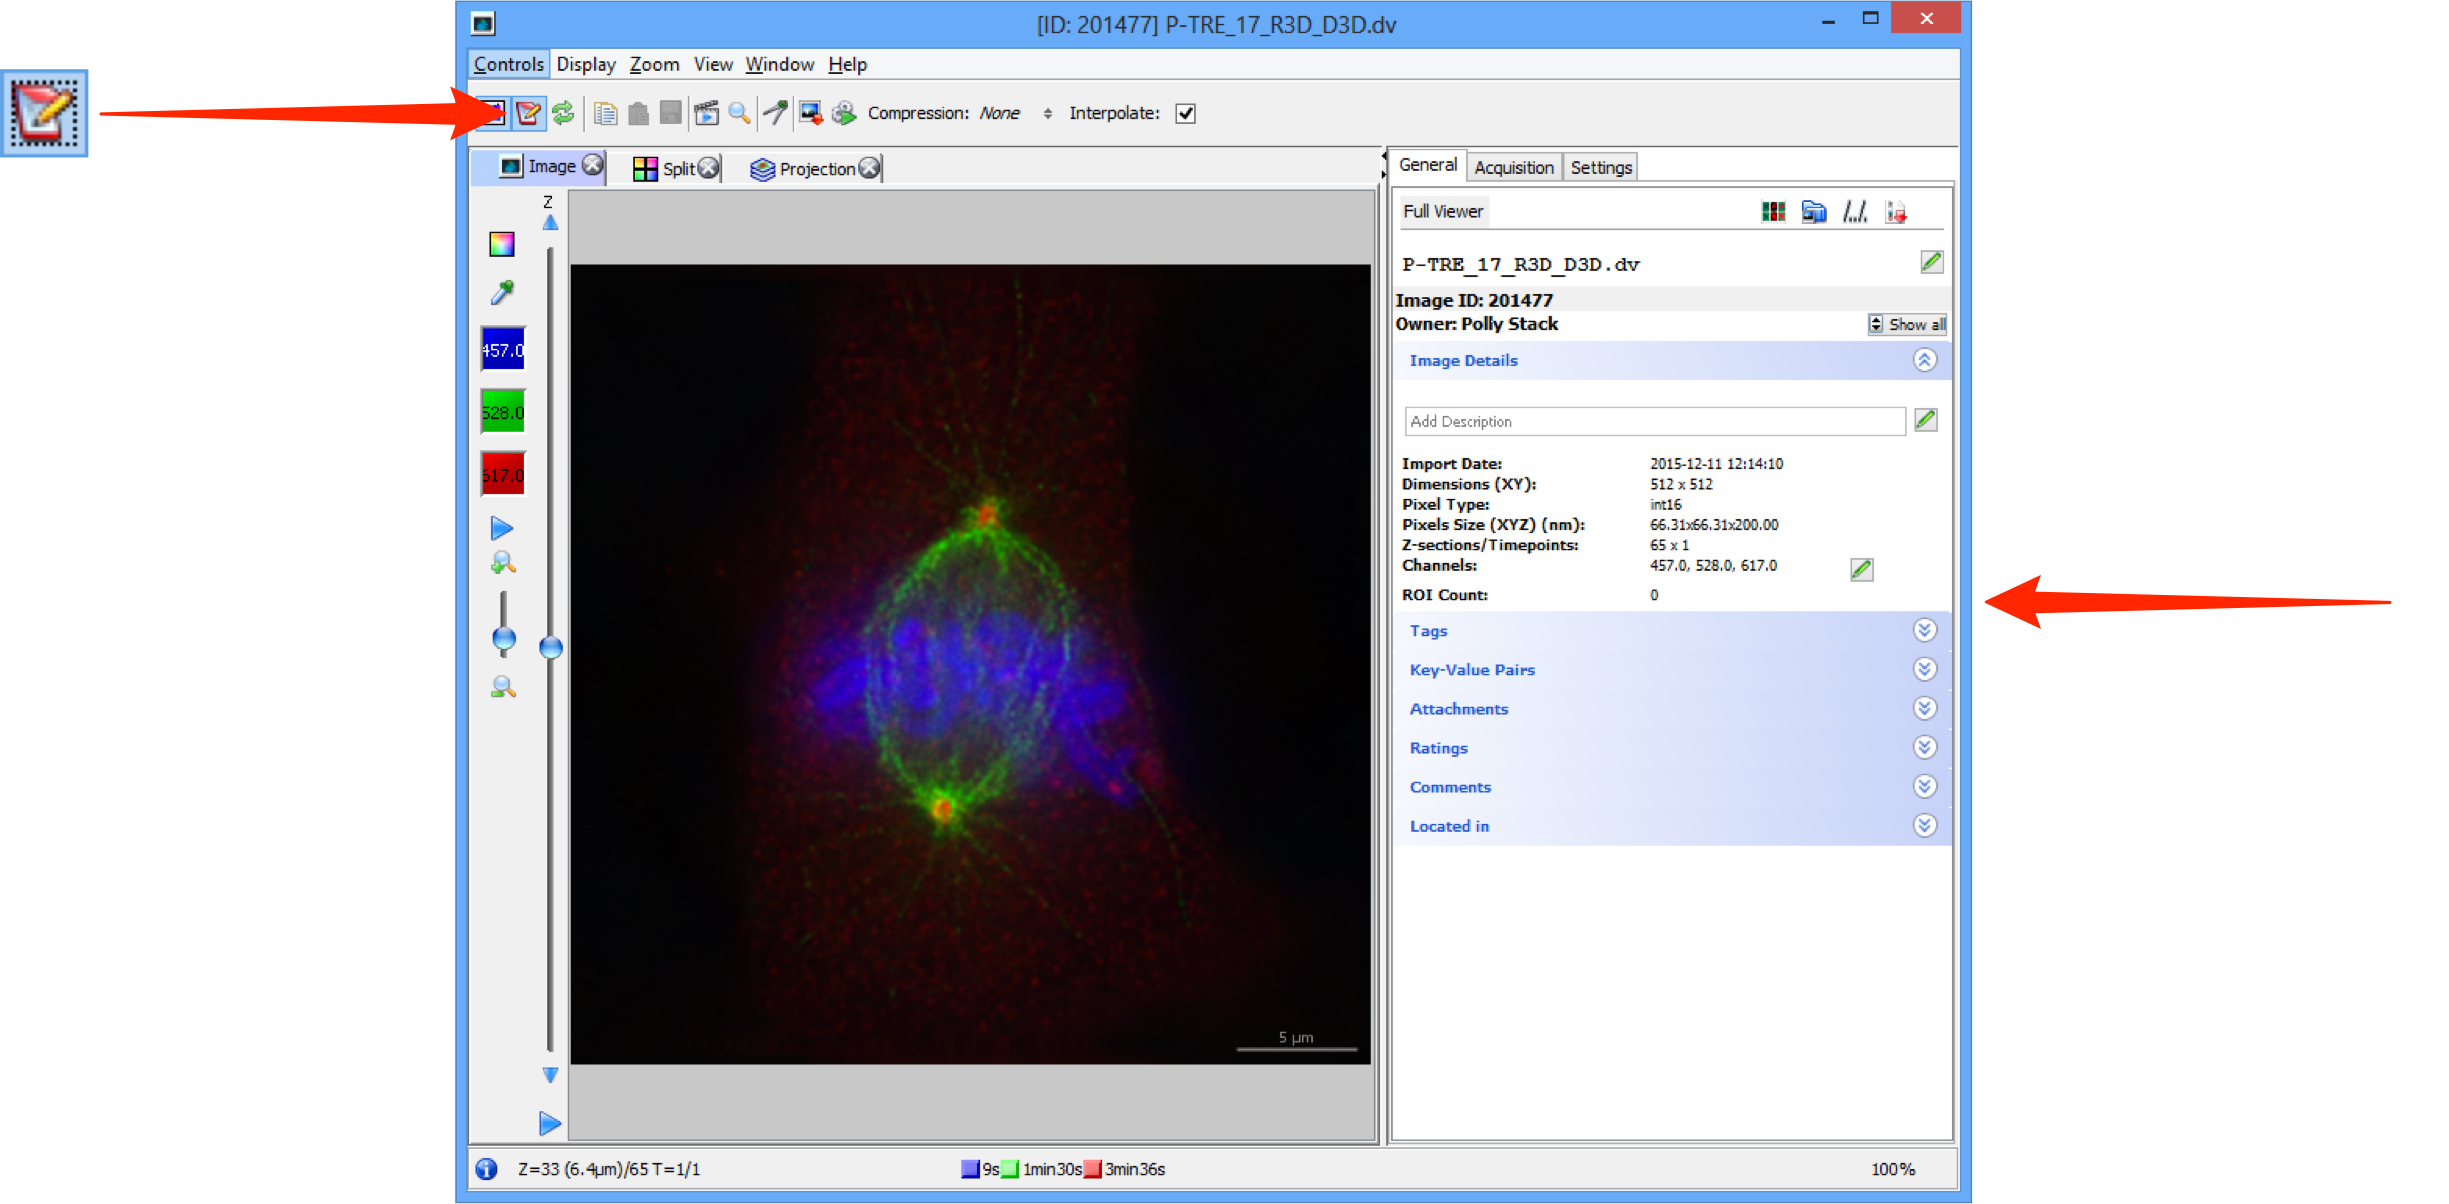 [ID: 201477] P-TRE_17_R3D_D3D.dv
Controls Display Zoom View Window Help
Compression: None Interpolate:
Image Split Projection
General Acquisition Settings
Z
Full Viewer
P-TRE_17_R3D_D3D.dv
Image ID: 201477
Owner: Polly Stack Show all
457.0
Image Details
528.0
Add Description
617.0
Import Date: 2015-12-11 12:14:10
Dimensions (XY): 512 x 512
Pixel Type: int16
Pixels Size (XYZ) (nm): 66.31x66.31x200.00
Z-sections/Timepoints: 65 x 1
Channels: 457.0, 528.0, 617.0
ROI Count: 0
Tags
Key-Value Pairs
Attachments
Ratings
Comments
Located in
5 µm
Z=33 (6.4µm)/65 T=1/1 9s 1min30s 3min36s 100%